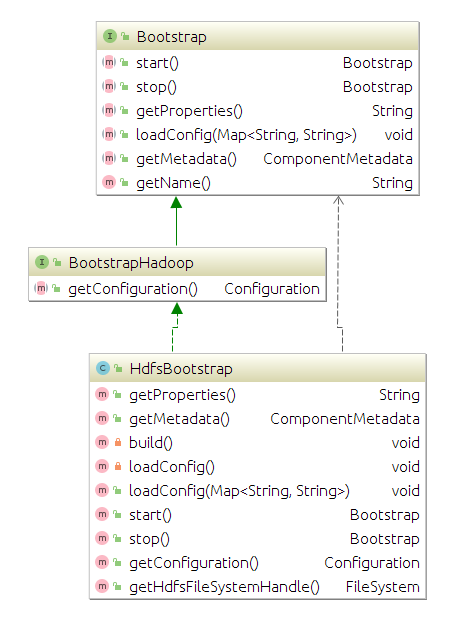 I Bootstrap
m start() Bootstrap
m stop() Bootstrap
m getProperties() String
m loadConfig(Map<String, String>) void
m getMetadata() ComponentMetadata
m getName() String
I BootstrapHadoop
m getConfiguration() Configuration
C HdfsBootstrap
m getProperties() String
m getMetadata() ComponentMetadata
m build() void
m loadConfig() void
m loadConfig(Map<String, String>) void
m start() Bootstrap
m stop() Bootstrap
m getConfiguration() Configuration
m getHdfsFileSystemHandle() FileSystem